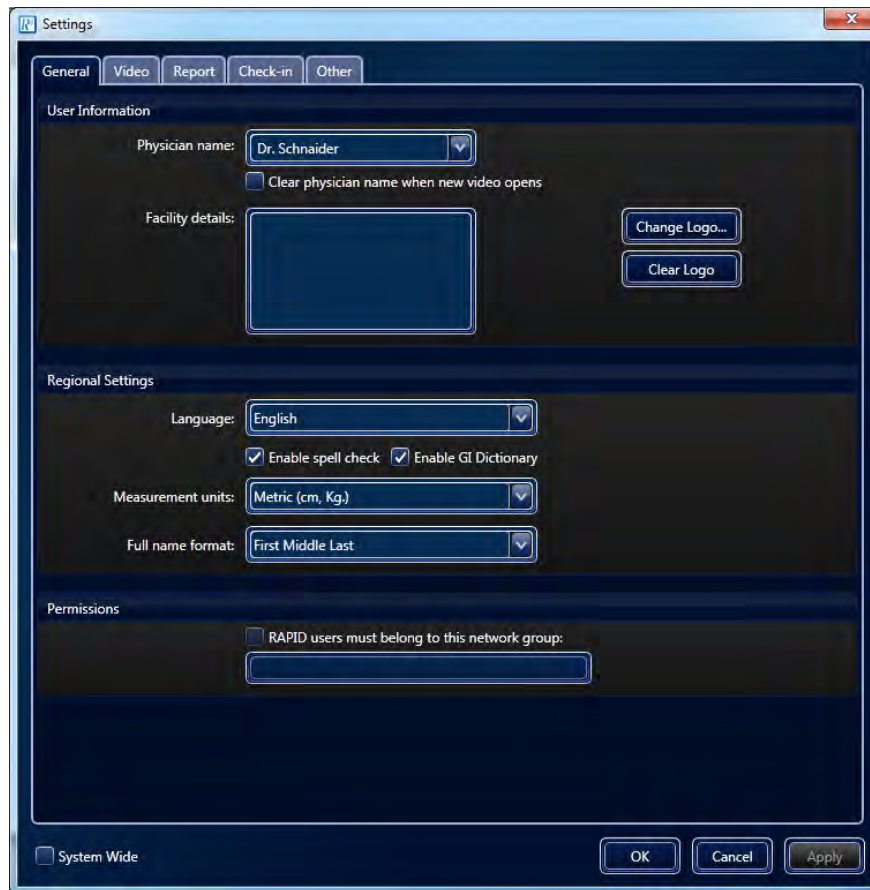 Settings
General Video Report Check-in Other
User Information
Physician name: Dr. Schnaider
Clear physician name when new video opens
Facility details:
Change Logo...
Clear Logo
Regional Settings
Language: English
Enable spell check Enable GI Dictionary
Measurement units: Metric (cm, Kg.)
Full name format: First Middle Last
Permissions
RAPID users must belong to this network group:
System Wide OK Cancel Apply